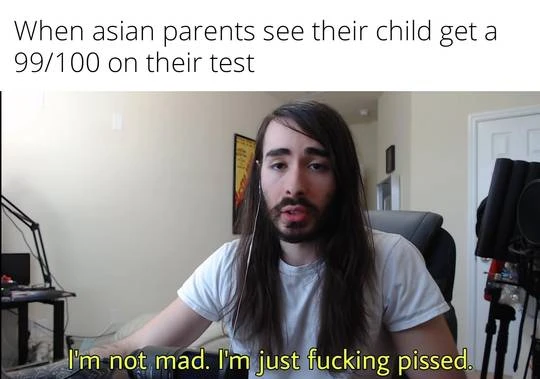 When asian parents see their child get a
99/100 on their test
I'm not mad. I'm just fucking pissed.